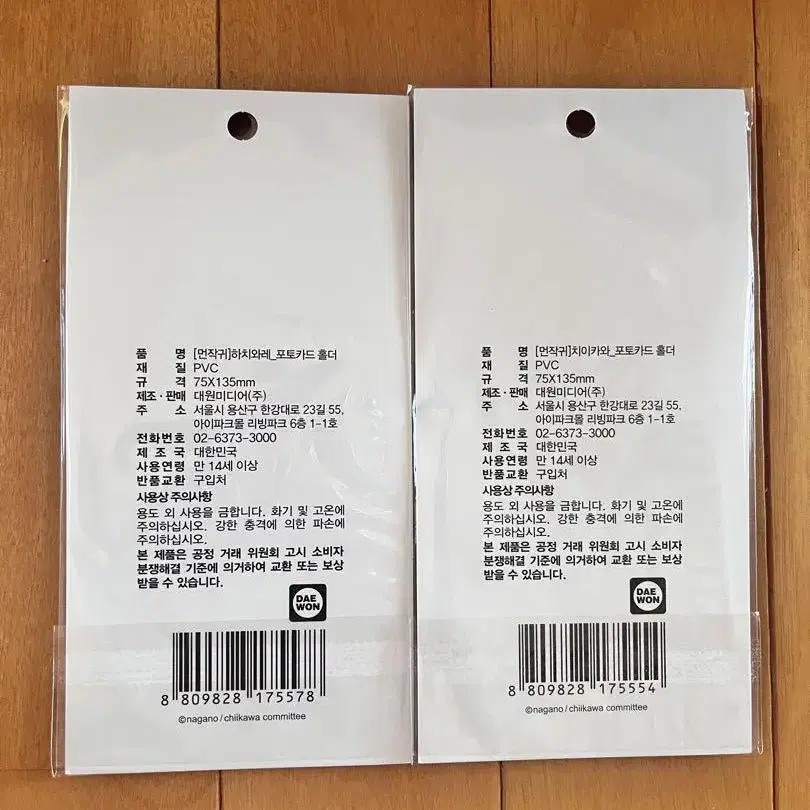 품 명 [먼작귀]하치와레_포토카드 홀더
재 질 PVC
규 격 75X135mm
제조·판매 대원미디어(주)
주 소 서울시 용산구 한강대로 23길 55,
아이파크몰 리빙파크 6층 1-1호
전화번호 02-6373-3000
제 조 국 대한민국
사용연령 만 14세 이상
반품교환 구입처
사용상 주의사항
용도 외 사용을 금합니다. 화기 및 고온에
주의하십시오. 강한 충격에 의한 파손에
주의하십시오.
본 제품은 공정 거래 위원회 고시 소비자
분쟁해결 기준에 의거하여 교환 또는 보상
받을 수 있습니다.
DAE
WON
8 809828 175578
©nagano / chiikawa committee
품 명 [먼작귀]치이카와_포토카드 홀더
재 질 PVC
규 격 75X135mm
제조·판매 대원미디어(주)
주 소 서울시 용산구 한강대로 23길 55,
아이파크몰 리빙파크 6층 1-1호
전화번호 02-6373-3000
제 조 국 대한민국
사용연령 만 14세 이상
반품교환 구입처
사용상 주의사항
용도 외 사용을 금합니다. 화기 및 고온에
주의하십시오. 강한 충격에 의한 파손에
주의하십시오.
본 제품은 공정 거래 위원회 고시 소비자
분쟁해결 기준에 의거하여 교환 또는 보상
받을 수 있습니다.
DAE
WON
8 809828 175554
©nagano / chiikawa committee